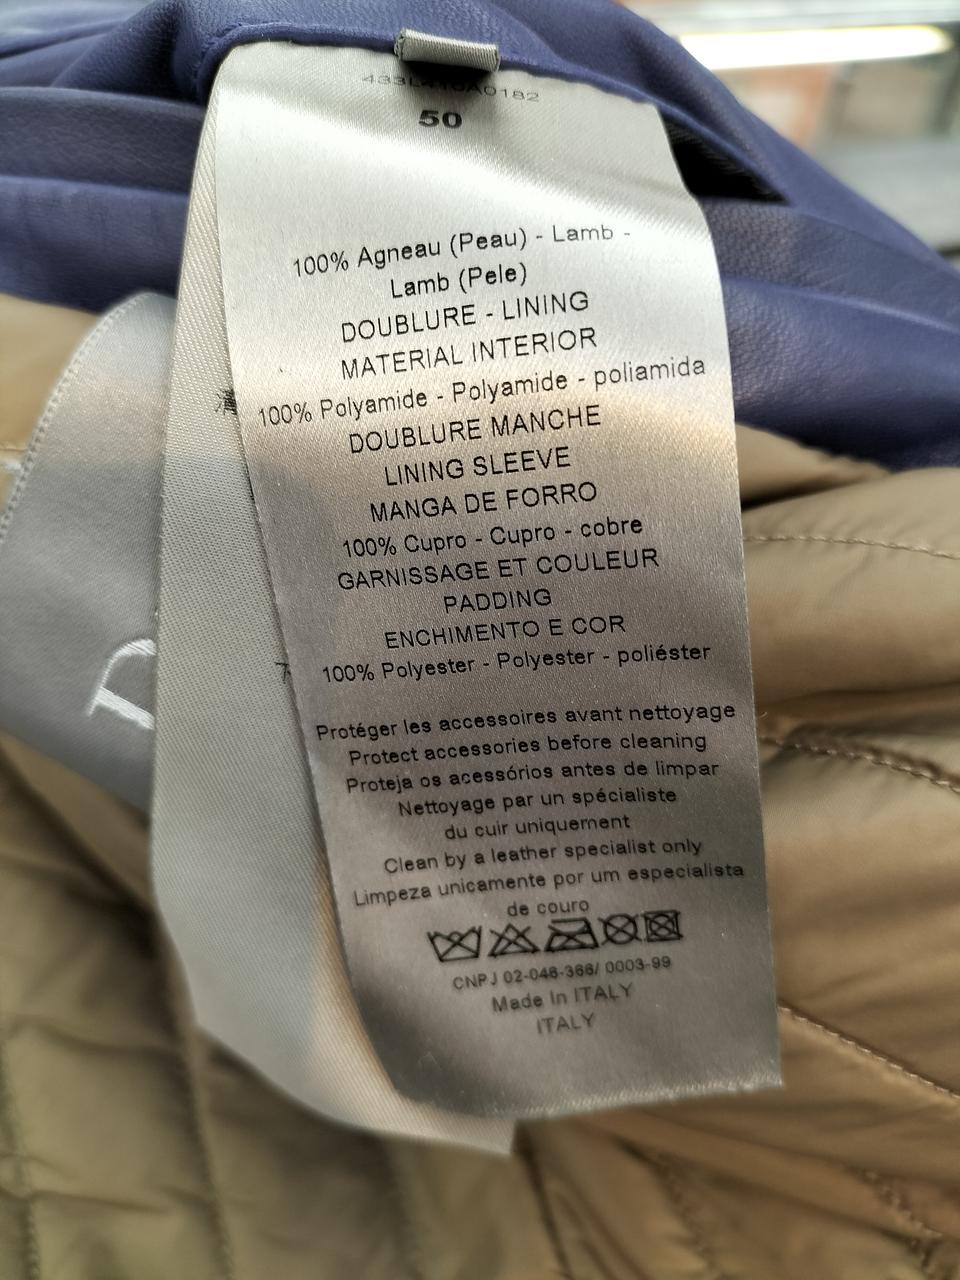 433L410A0182
50
100% Agneau (Peau) - Lamb -
Lamb (Pele)
DOUBLURE - LINING
MATERIAL INTERIOR
100% Polyamide - Polyamide - poliamida
DOUBLURE MANCHE
LINING SLEEVE
MANGA DE FORRO
100% Cupro - Cupro - cobre
GARNISSAGE ET COULEUR
PADDING
ENCHIMENTO E COR
100% Polyester - Polyester - poliéster
Protéger les accessoires avant nettoyage
Protect accessories before cleaning
Proteja os acessórios antes de limpar
Nettoyage par un spécialiste
du cuir uniquement
Clean by a leather specialist only
Limpeza unicamente por um especialista
de couro
CNPJ 02-046-366/ 0003-99
Made In ITALY
ITALY
D